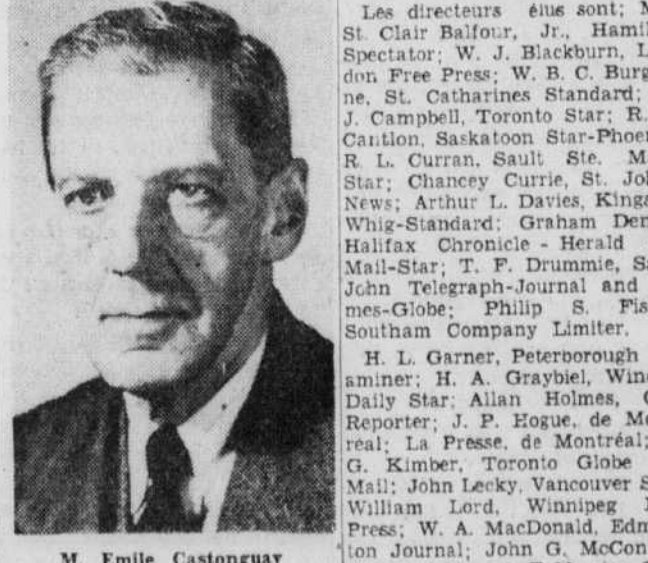 M. Emile Castonguay
Les directeurs élus sont; M
St. Clair Balfour, Jr., Hamil
Spectator; W. J. Blackburn, L
don Free Press; W. B. C. Burg
ne, St. Catharines Standard;
J. Campbell, Toronto Star; R.
Cantlon, Saskatoon Star-Phoen
R. L. Curran, Sault Ste. M
Star; Chancey Currie, St. Joh
News; Arthur L. Davies, Kings
Whig-Standard; Graham Den
Halifax Chronicle - Herald
Mail-Star; T. F. Drummie, Sa
John Telegraph-Journal and
mes-Globe; Philip S. Fis
Southam Company Limiter.
H. L. Garner, Peterborough
aminer; H. A. Graybiel, Wind
Daily Star; Allan Holmes, G
Reporter; J. P. Hogue, de Mo
réal; La Presse, de Montréal;
G. Kimber, Toronto Globe
Mail; John Lecky, Vancouver S
William Lord, Winnipeg
Press; W. A. MacDonald, Edm
ton Journal; John G. McCon